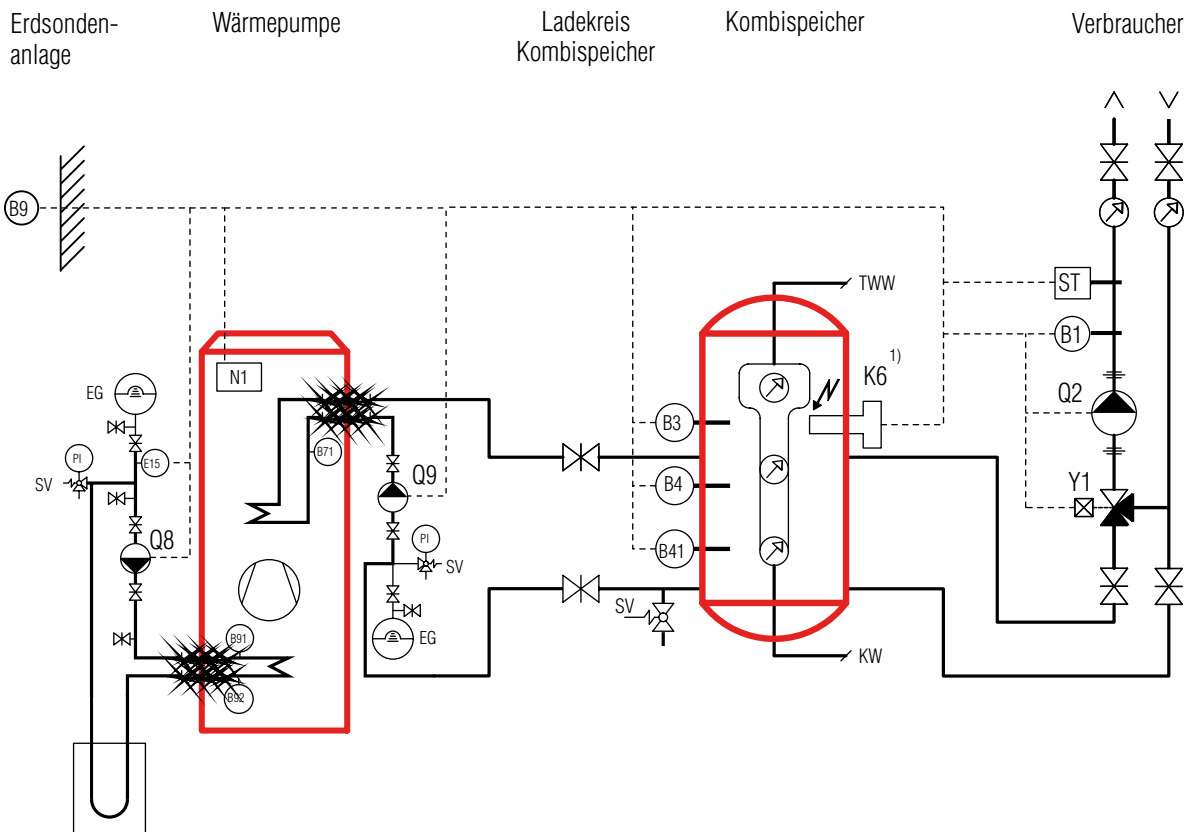 Erdsonden-
anlage
Wärmepumpe
Ladekreis
Kombispeicher
Kombispeicher
Verbraucher
B9
TWW
ST
B1
N1
K6 1)
EG
Q2
B3
PI
E15
B71
Q9
SV
B4
Y1
Q8
PI
B41
SV
SV
B91
EG
KW
B92